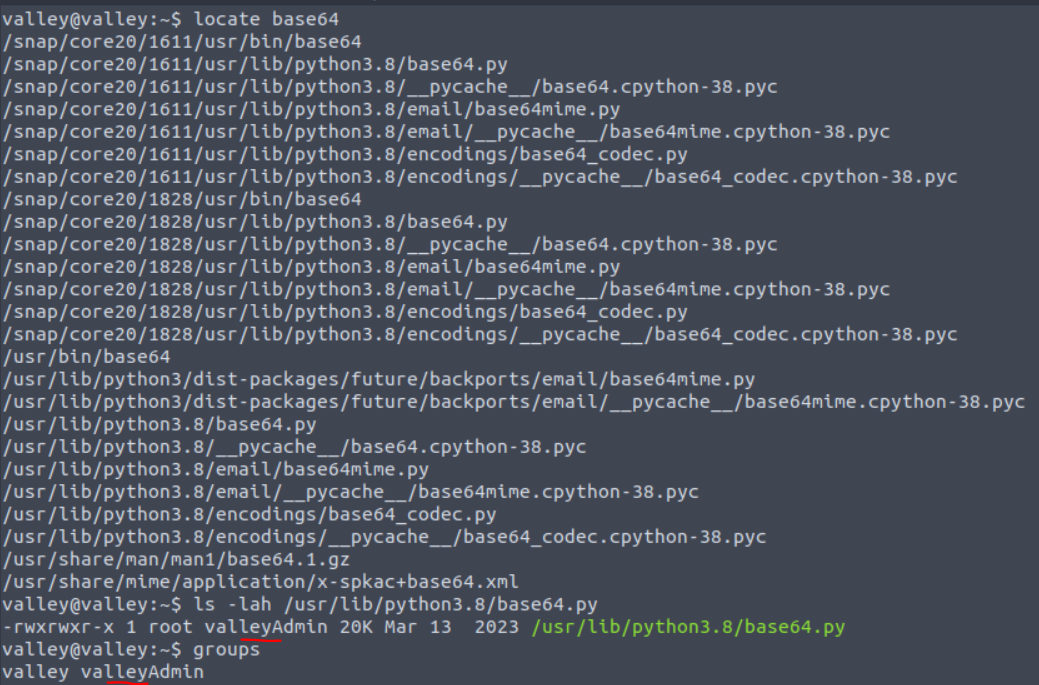 valley@valley:~$ locate base64
/snap/core20/1611/usr/bin/base64
/snap/core20/1611/usr/lib/python3.8/base64.py
/snap/core20/1611/usr/lib/python3.8/__pycache__/base64.cpython-38.pyc
/snap/core20/1611/usr/lib/python3.8/email/base64mime.py
/snap/core20/1611/usr/lib/python3.8/email/__pycache__/base64mime.cpython-38.pyc
/snap/core20/1611/usr/lib/python3.8/encodings/base64_codec.py
/snap/core20/1611/usr/lib/python3.8/encodings/__pycache__/base64_codec.cpython-38.pyc
/snap/core20/1828/usr/bin/base64
/snap/core20/1828/usr/lib/python3.8/base64.py
/snap/core20/1828/usr/lib/python3.8/__pycache__/base64.cpython-38.pyc
/snap/core20/1828/usr/lib/python3.8/email/base64mime.py
/snap/core20/1828/usr/lib/python3.8/email/__pycache__/base64mime.cpython-38.pyc
/snap/core20/1828/usr/lib/python3.8/encodings/base64_codec.py
/snap/core20/1828/usr/lib/python3.8/encodings/__pycache__/base64_codec.cpython-38.pyc
/usr/bin/base64
/usr/lib/python3/dist-packages/future/backports/email/base64mime.py
/usr/lib/python3/dist-packages/future/backports/email/__pycache__/base64mime.cpython-38.pyc
/usr/lib/python3.8/base64.py
/usr/lib/python3.8/__pycache__/base64.cpython-38.pyc
/usr/lib/python3.8/email/base64mime.py
/usr/lib/python3.8/email/__pycache__/base64mime.cpython-38.pyc
/usr/lib/python3.8/encodings/base64_codec.py
/usr/lib/python3.8/encodings/__pycache__/base64_codec.cpython-38.pyc
/usr/share/man/man1/base64.1.gz
/usr/share/mime/application/x-spkac+base64.xml
valley@valley:~$ ls -lah /usr/lib/python3.8/base64.py
-rwxrwxr-x 1 root valleyAdmin 20K Mar 13  2023 /usr/lib/python3.8/base64.py
valley@valley:~$ groups
valley valleyAdmin